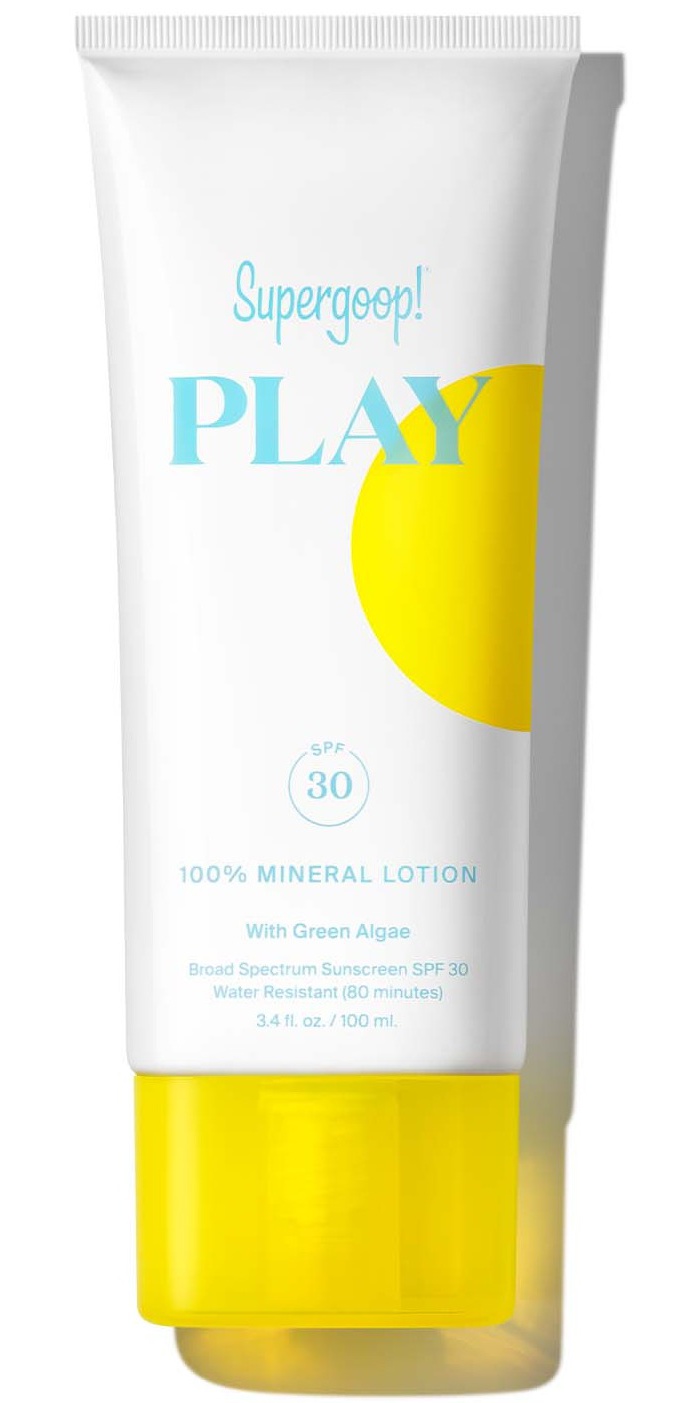 Supergoop!
PLAY
SPF
30
100% MINERAL LOTION
With Green Algae
Broad Spectrum Sunscreen SPF 30
Water Resistant (80 minutes)
3.4 fl. oz. / 100 ml.